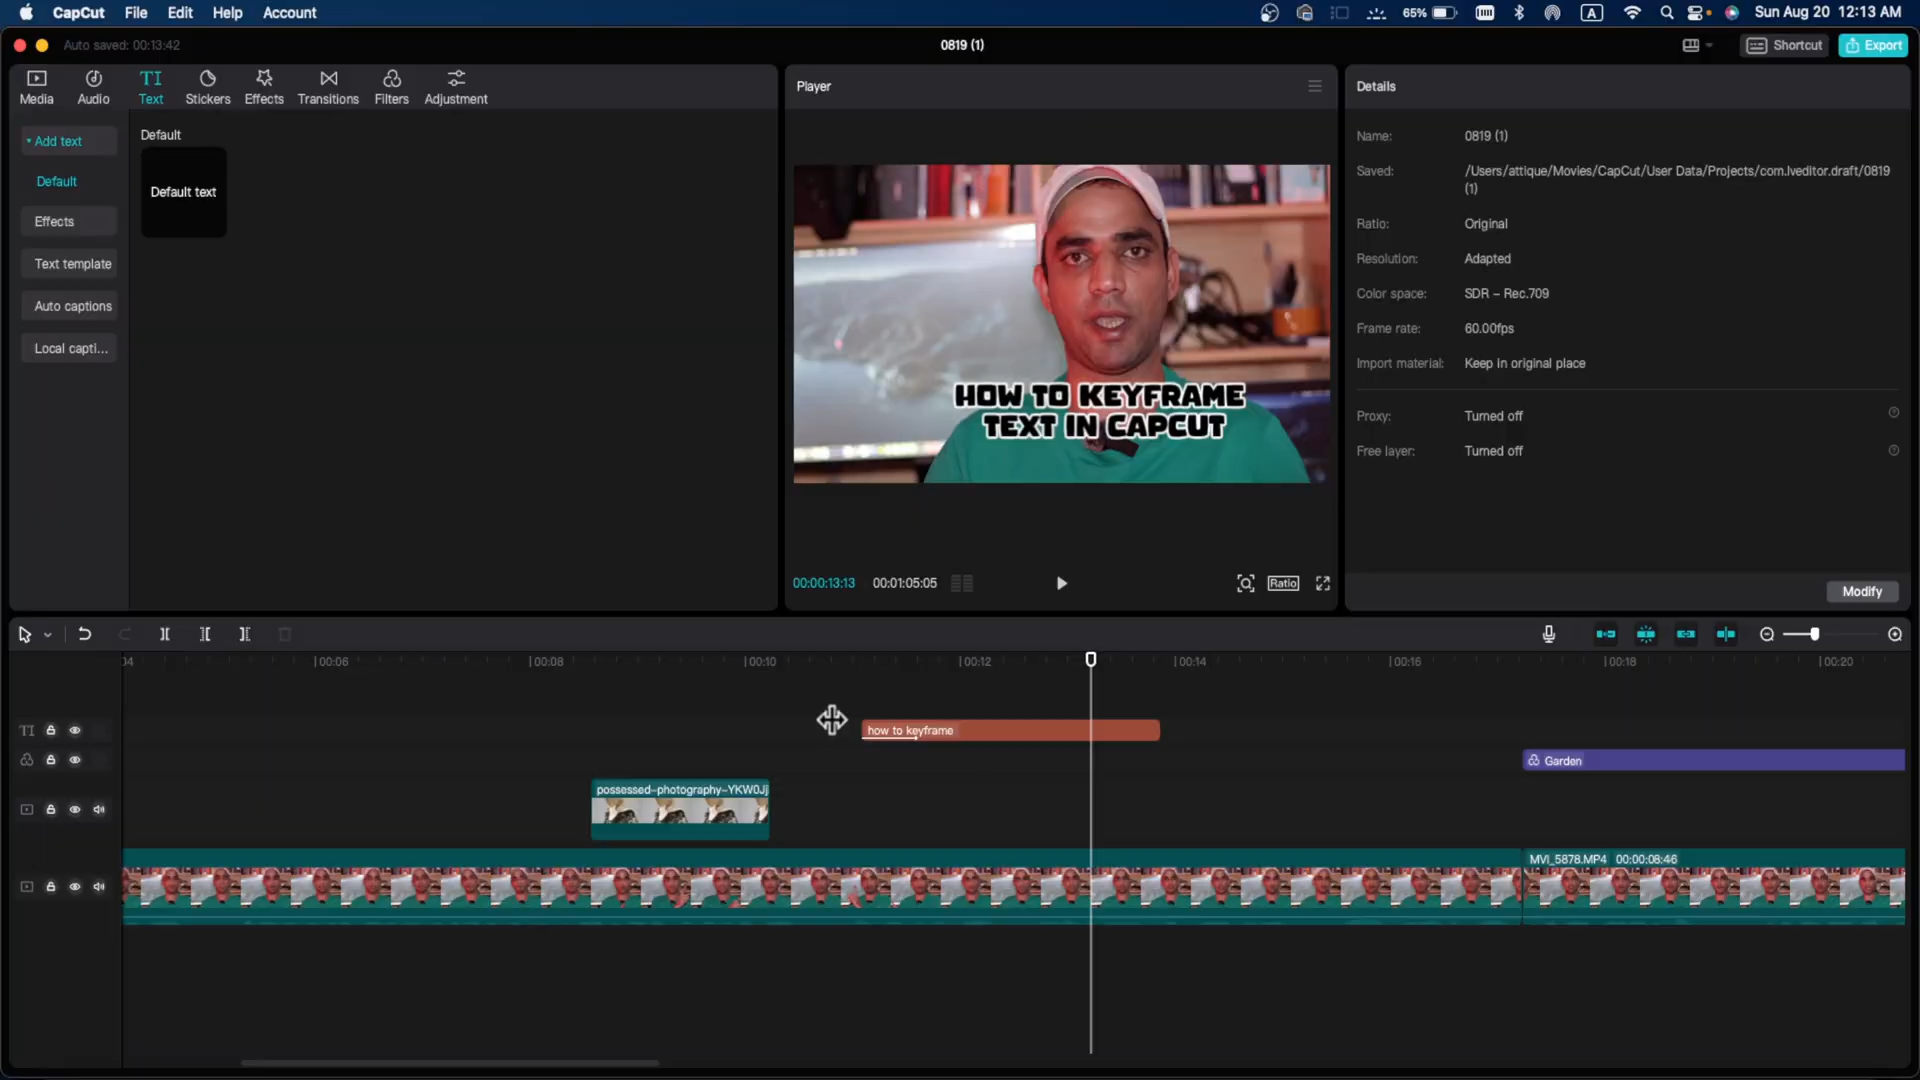 CapCut File Edit Help Account
65% A Sun Aug 20 12:13 AM
Auto saved: 00:13:42
0819 (1)
Shortcut
Export
Media
Audio
TI
Text
Stickers
Effects
Transitions
Filters
Adjustment
Add text
Default
Effects
Text template
Auto captions
Local capti...
Default
Default text
Player
HOW TO KEYFRAME
TEXT IN CAPCUT
00:00:13:13 00:01:05:05
Ratio
Details
Name: 0819 (1)
Saved: /Users/attique/Movies/CapCut/User Data/Projects/com.lveditor.draft/0819
(1)
Ratio: Original
Resolution: Adapted
Color space: SDR – Rec.709
Frame rate: 60.00fps
Import material: Keep in original place
Proxy: Turned off
Free layer: Turned off
Modify
04 00:06 00:08 00:10 00:12 00:14 00:16 00:18 00:20
TI
how to keyframe
Garden
possessed-photography-YKW0Jj
MVI_5878.MP4 00:00:08:46